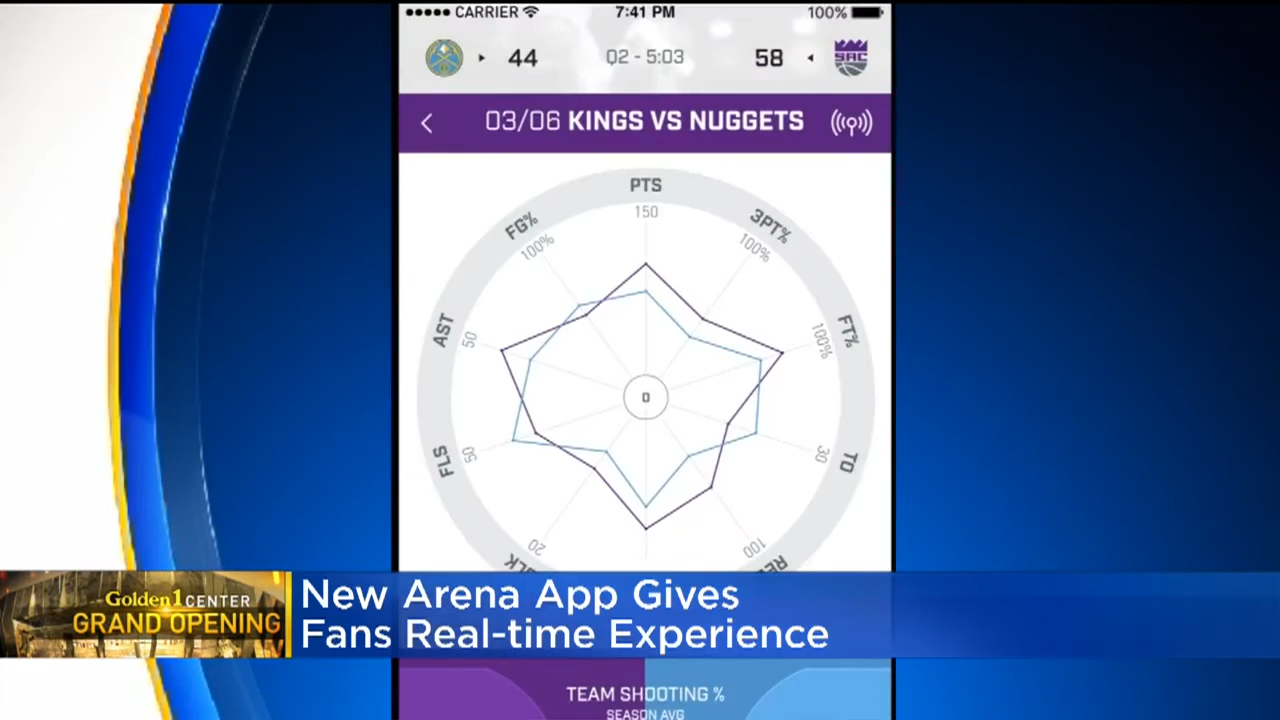 CARRIER 7:41 PM 100%
44 Q2 - 5:03 58 SAC
03/06 KINGS VS NUGGETS
PTS
150
FG% 3PT%
100% 100%
AST FT%
50 100%
FLS TO
50 30
20 100
0
Golden 1 CENTER
GRAND OPENING
New Arena App Gives
Fans Real-time Experience
TEAM SHOOTING %
SEASON AVG